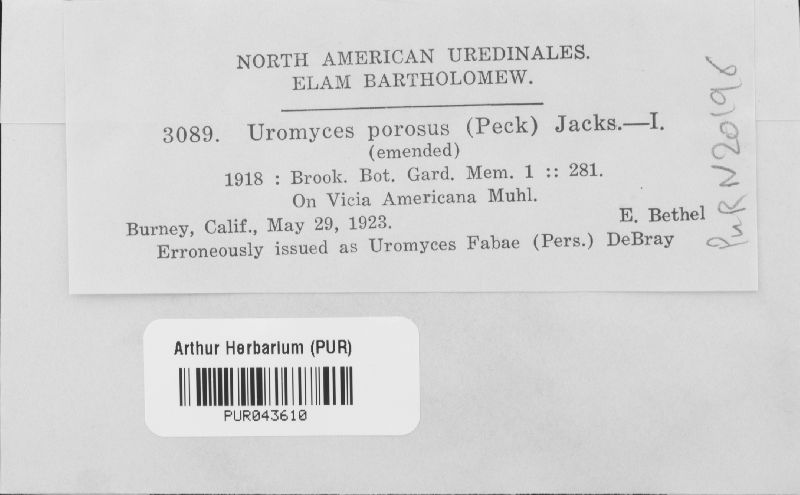 NORTH AMERICAN UREDINALES.
ELAM BARTHOLOMEW.
3089. Uromyces porosus (Peck) Jacks.—I.
(emended)
1918 : Brook. Bot. Gard. Mem. 1 :: 281.
On Vicia Americana Muhl.
Burney, Calif., May 29, 1923. E. Bethel
Erroneously issued as Uromyces Fabae (Pers.) DeBray
PUR N20198
Arthur Herbarium (PUR)
PUR043610